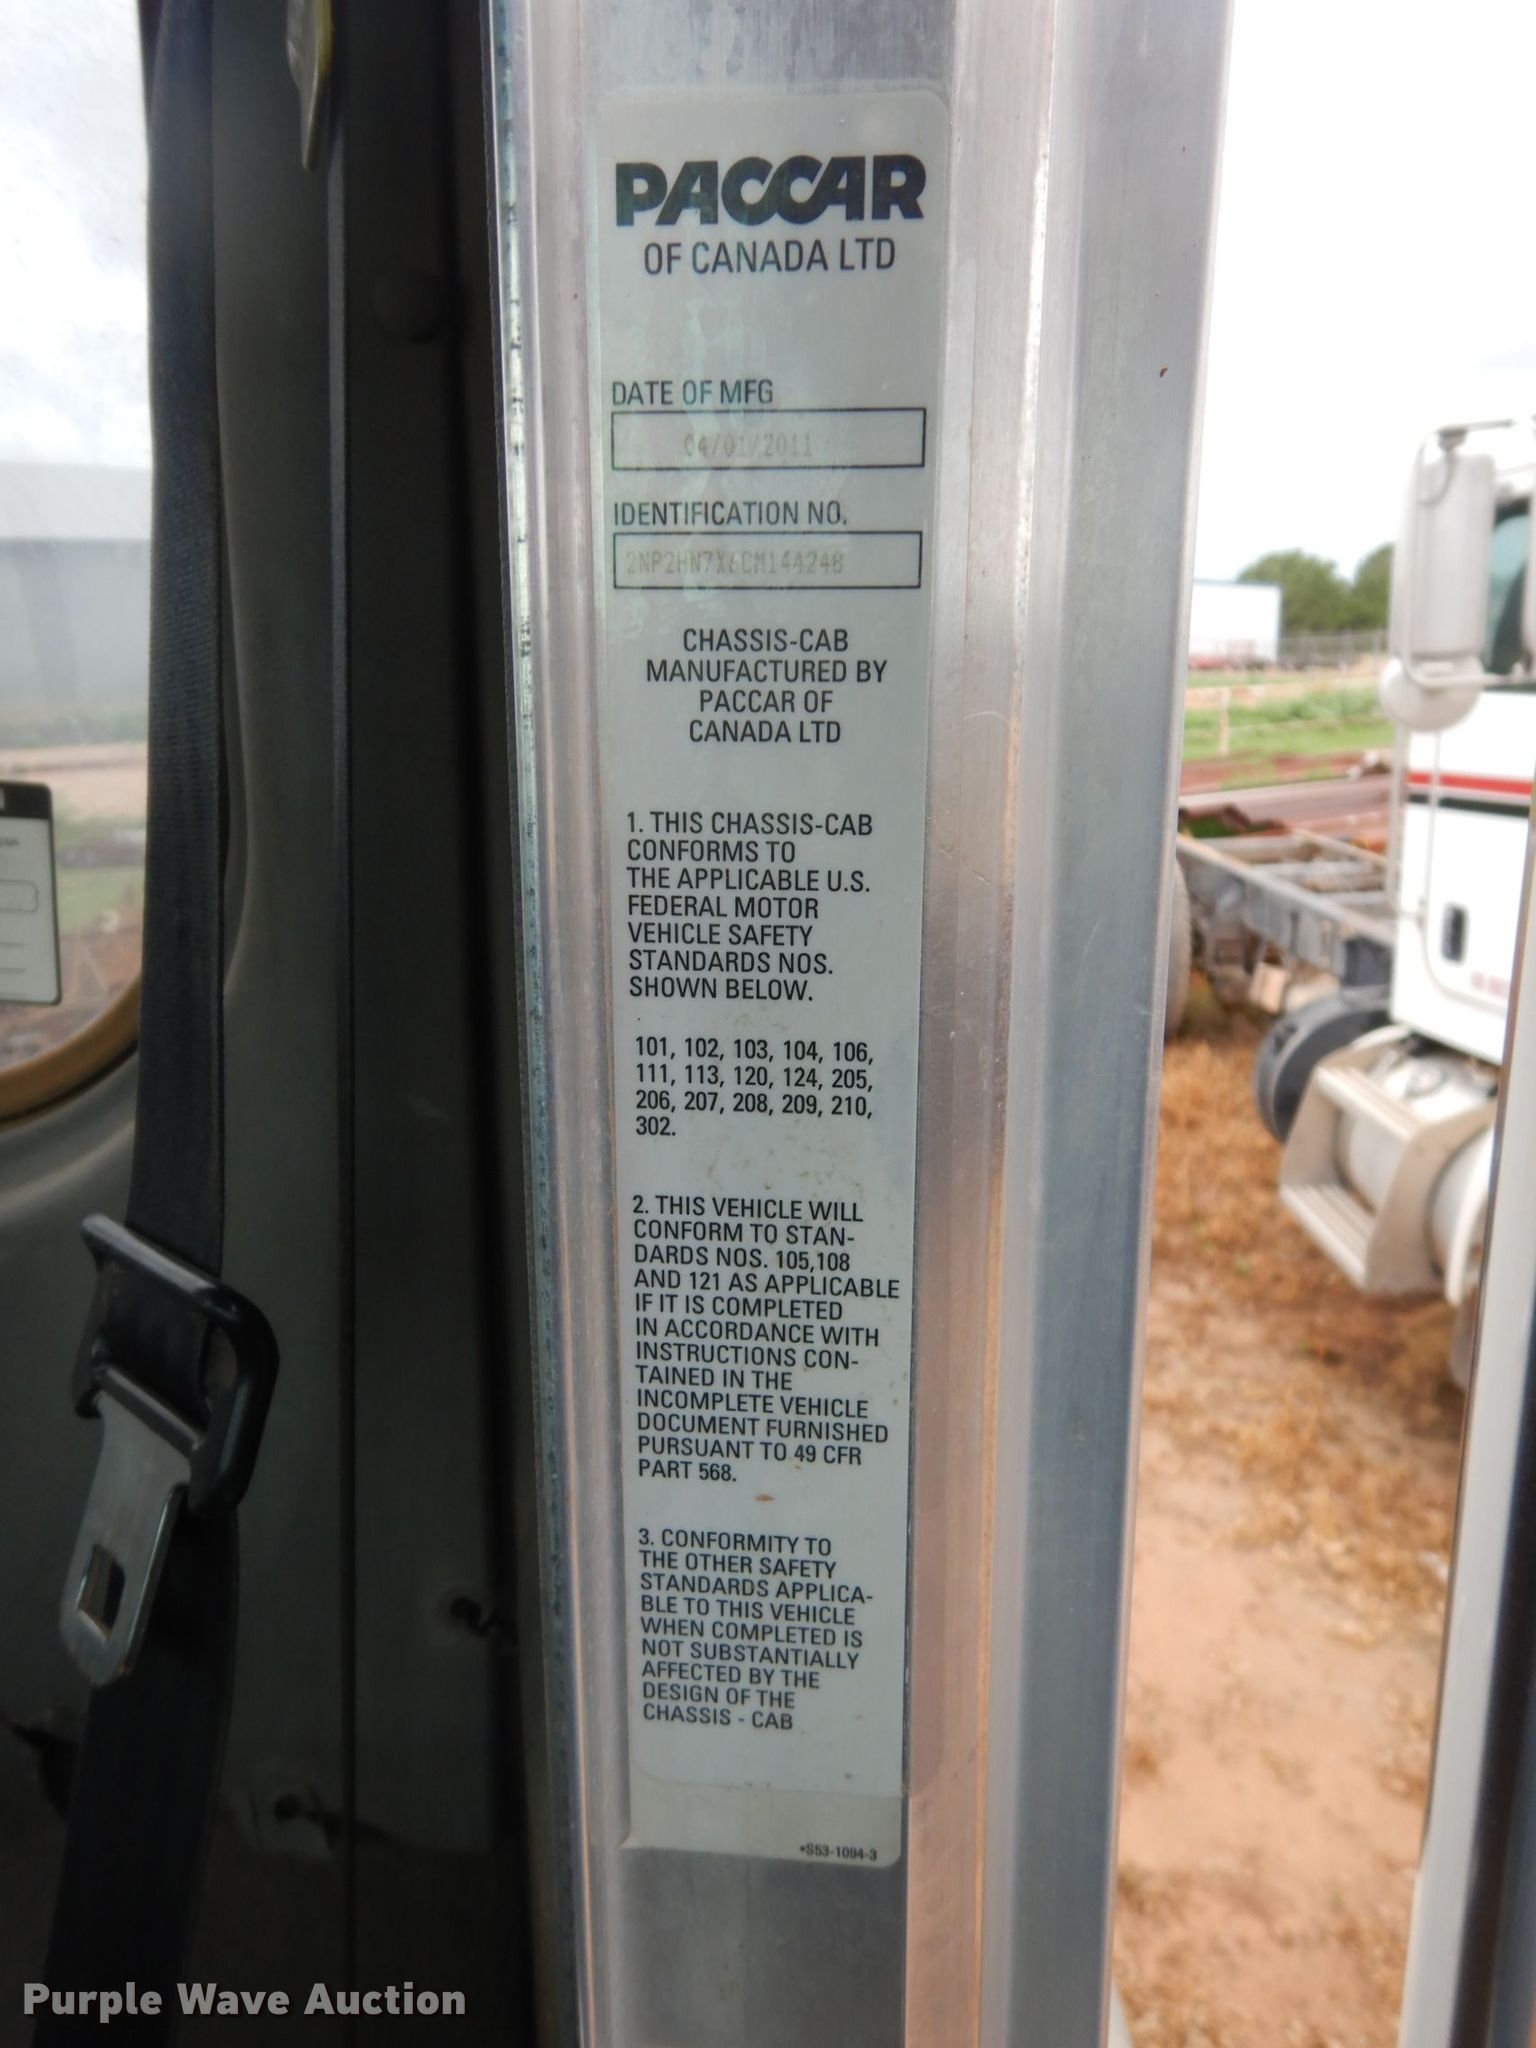 PACCAR
OF CANADA LTD
DATE OF MFG
04/01/2011
IDENTIFICATION NO.
2NP2HN7X6CM144248
CHASSIS-CAB
MANUFACTURED BY
PACCAR OF
CANADA LTD
1. THIS CHASSIS-CAB
CONFORMS TO
THE APPLICABLE U.S.
FEDERAL MOTOR
VEHICLE SAFETY
STANDARDS NOS.
SHOWN BELOW.
101, 102, 103, 104, 106,
111, 113, 120, 124, 205,
206, 207, 208, 209, 210,
302.
2. THIS VEHICLE WILL
CONFORM TO STAN-
DARDS NOS. 105,108
AND 121 AS APPLICABLE
IF IT IS COMPLETED
IN ACCORDANCE WITH
INSTRUCTIONS CON-
TAINED IN THE
INCOMPLETE VEHICLE
DOCUMENT FURNISHED
PURSUANT TO 49 CFR
PART 568.
3. CONFORMITY TO
THE OTHER SAFETY
STANDARDS APPLICA-
BLE TO THIS VEHICLE
WHEN COMPLETED IS
NOT SUBSTANTIALLY
AFFECTED BY THE
DESIGN OF THE
CHASSIS - CAB
*S53-1094-3
Purple Wave Auction